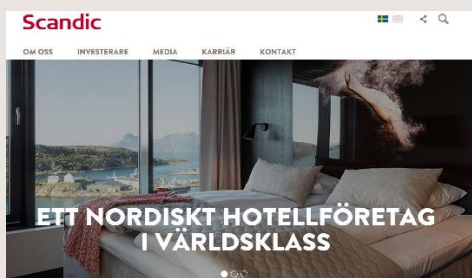 Scandic
OM OSS INVESTERARE MEDIA KARRIÄR KONTAKT
ETT NORDISKT HOTELLFÖRETAG
I VÄRLDSKLASS